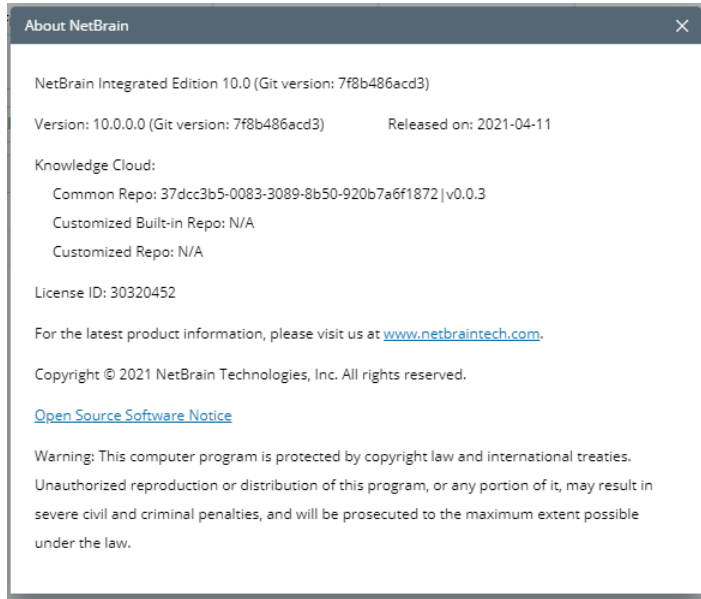 About NetBrain
NetBrain Integrated Edition 10.0 (Git version: 7f8b486acd3)
Version: 10.0.0.0 (Git version: 7f8b486acd3) Released on: 2021-04-11
Knowledge Cloud:
Common Repo: 37dcc3b5-0083-3089-8b50-920b7a6f1872|v0.0.3
Customized Built-in Repo: N/A
Customized Repo: N/A
License ID: 30320452
For the latest product information, please visit us at www.netbraintech.com.
Copyright © 2021 NetBrain Technologies, Inc. All rights reserved.
Open Source Software Notice
Warning: This computer program is protected by copyright law and international treaties.
Unauthorized reproduction or distribution of this program, or any portion of it, may result in
severe civil and criminal penalties, and will be prosecuted to the maximum extent possible
under the law.